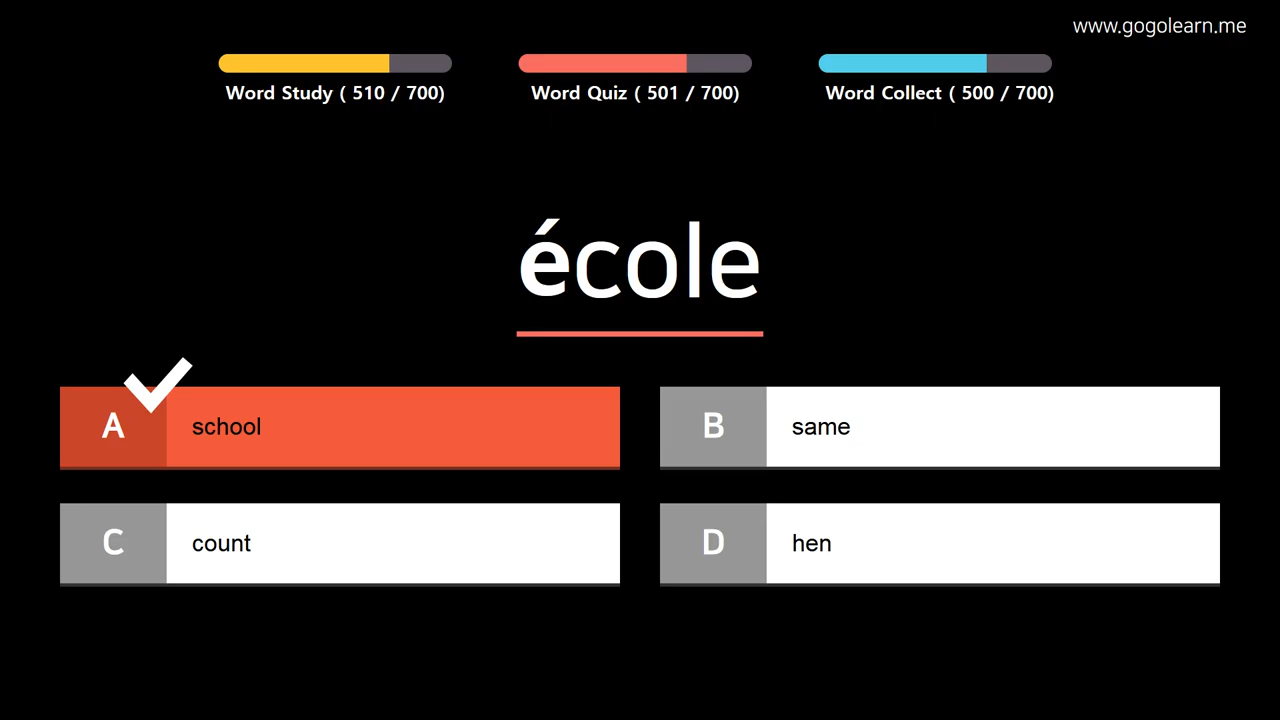 www.gogolearn.me
Word Study ( 510 / 700)
Word Quiz ( 501 / 700)
Word Collect ( 500 / 700)
école
A
school
B
same
C
count
D
hen